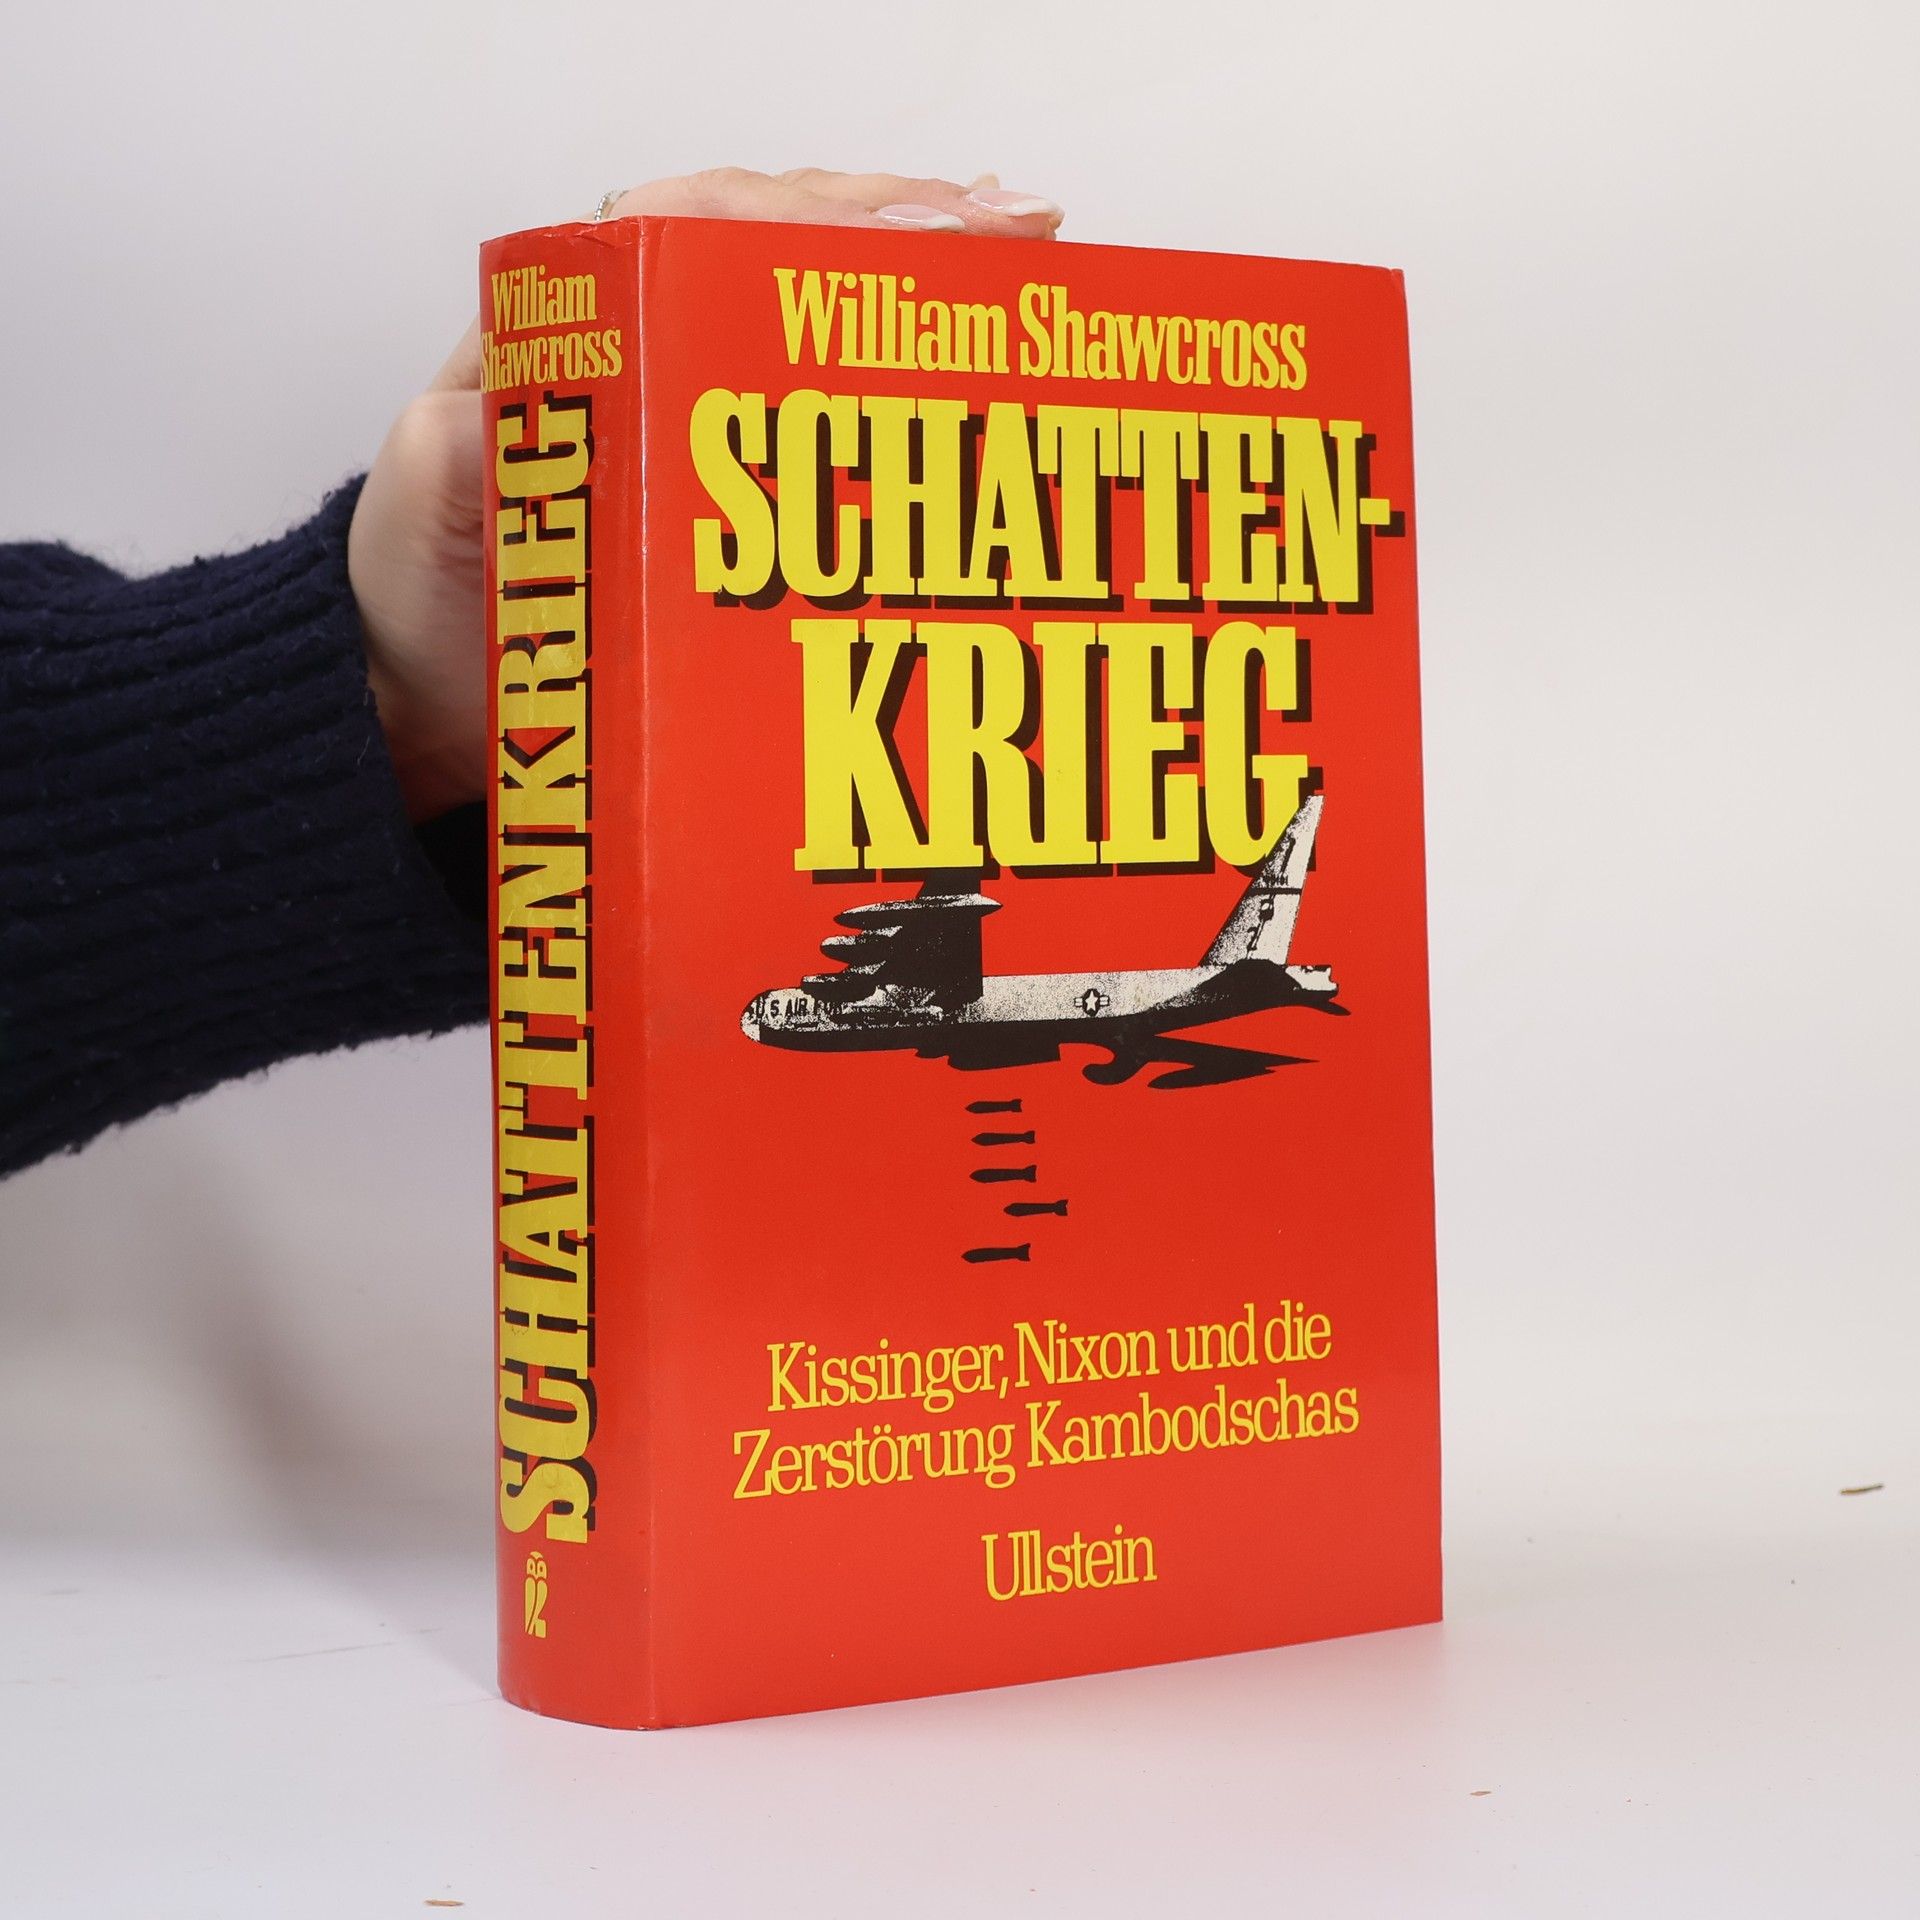 William
Shawcross
SCHATTENKRIEG
William Shawcross
SCHATTEN-
KRIEG
U.S. AIR
Kissinger, Nixon und die
Zerstörung Kambodschas
Ullstein